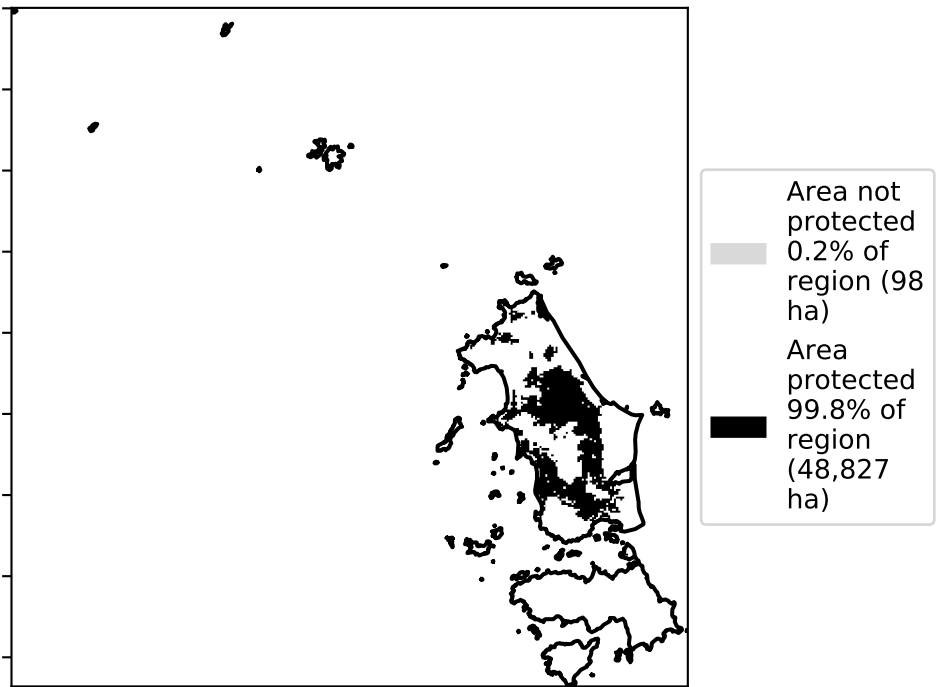 Area not
protected
0.2% of
region (98
ha)
Area
protected
99.8% of
region
(48,827
ha)